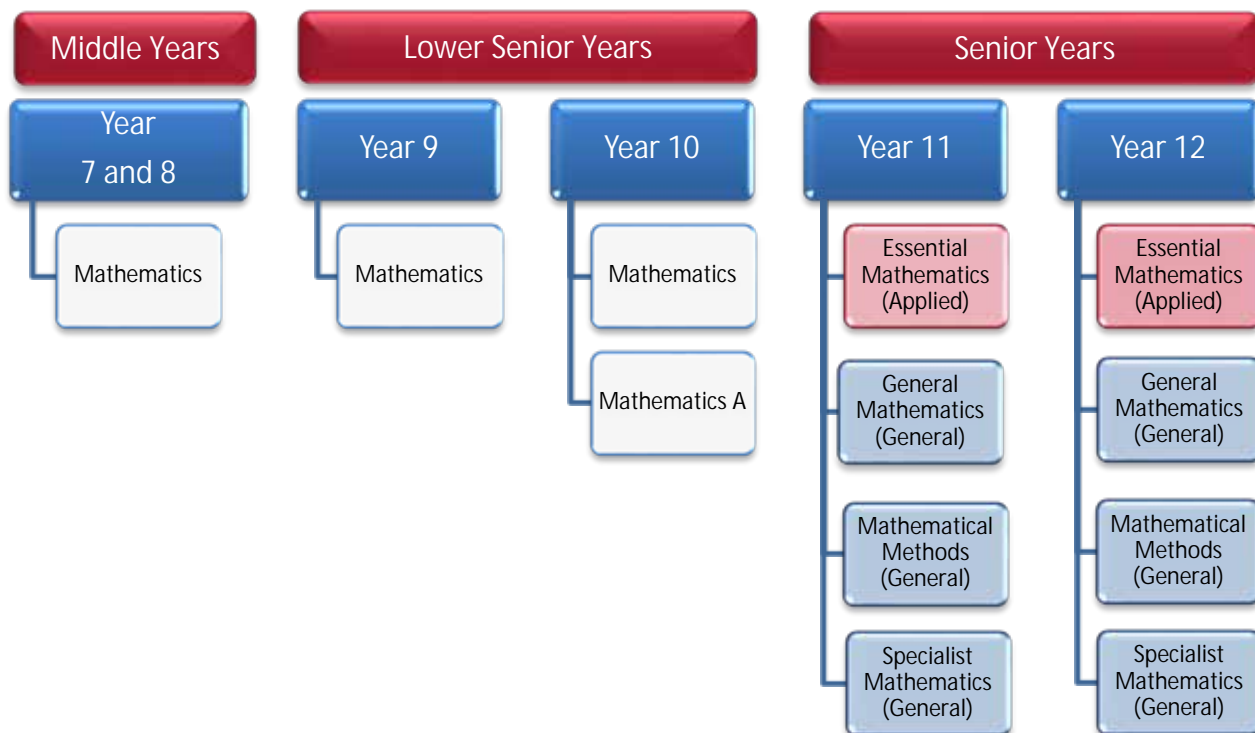 Middle Years
Lower Senior Years
Senior Years
Year
7 and 8
Year 9
Year 10
Year 11
Year 12
Mathematics
Mathematics
Mathematics
Mathematics A
Essential
Mathematics
(Applied)
General
Mathematics
(General)
Mathematical
Methods
(General)
Specialist
Mathematics
(General)
Essential
Mathematics
(Applied)
General
Mathematics
(General)
Mathematical
Methods
(General)
Specialist
Mathematics
(General)